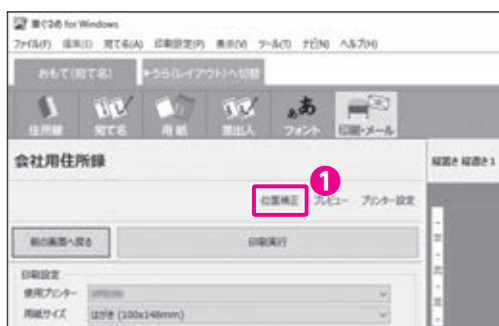 筆ぐるめ for Windows
ファイル(F) 編集(E) 宛て名(A) 印刷設定(P) 表示(V) ツール(T) ナビ(N) ヘルプ(H)
おもて(宛て名) ▶うら(レイアウト)へ切替
住所録 宛て名 用紙 差出人 フォント 印刷・メール
会社用住所録
縦書き 縦書き1
1
位置補正 プレビュー プリンター設定
前の画面へ戻る 印刷実行
印刷設定
使用プリンター
用紙サイズ はがき (100x148mm)